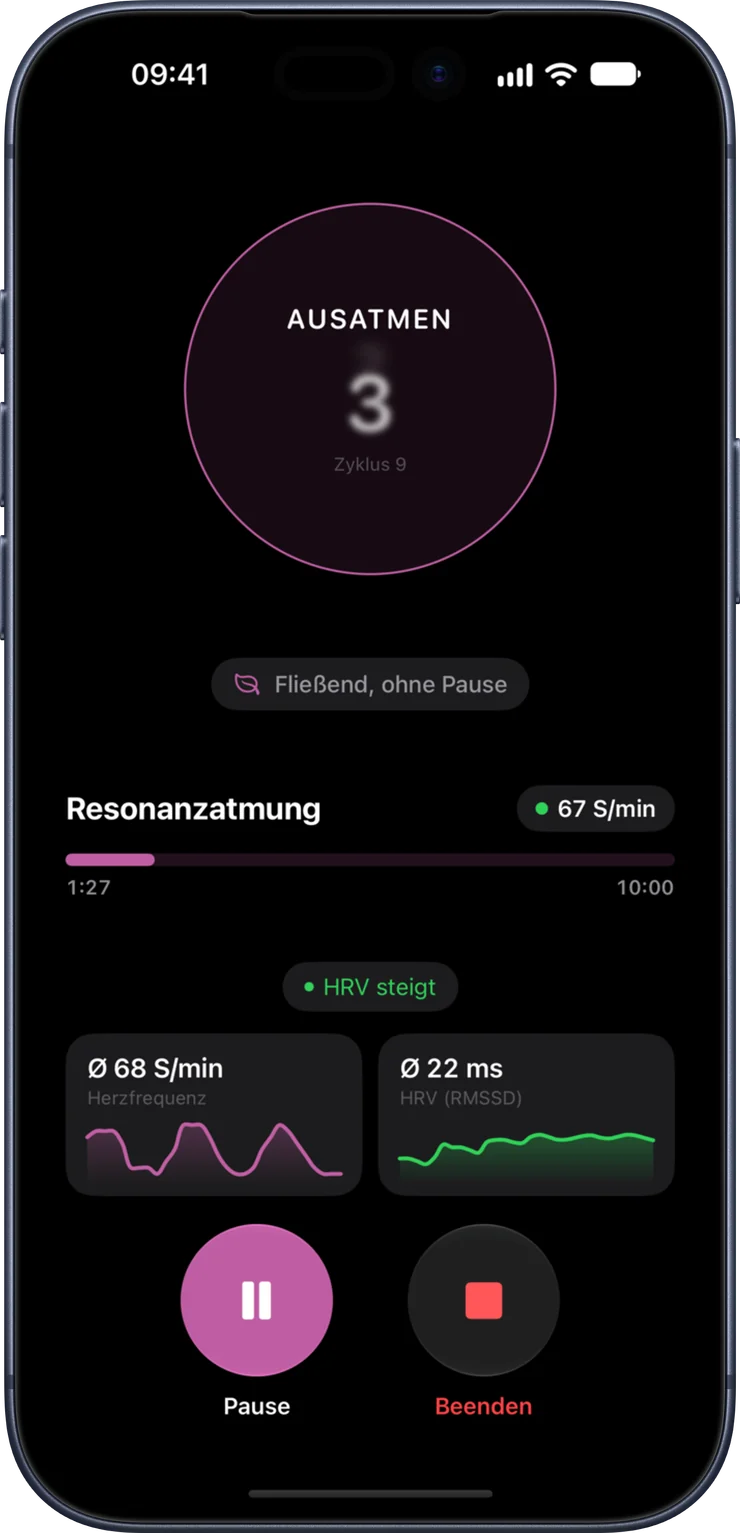 09:41
AUSATMEN
3
Zyklus 9
Fließend, ohne Pause
Resonanzatmung
67 S/min
1:27
10:00
HRV steigt
Ø 68 S/min
Herzfrequenz
Ø 22 ms
HRV (RMSSD)
Pause
Beenden